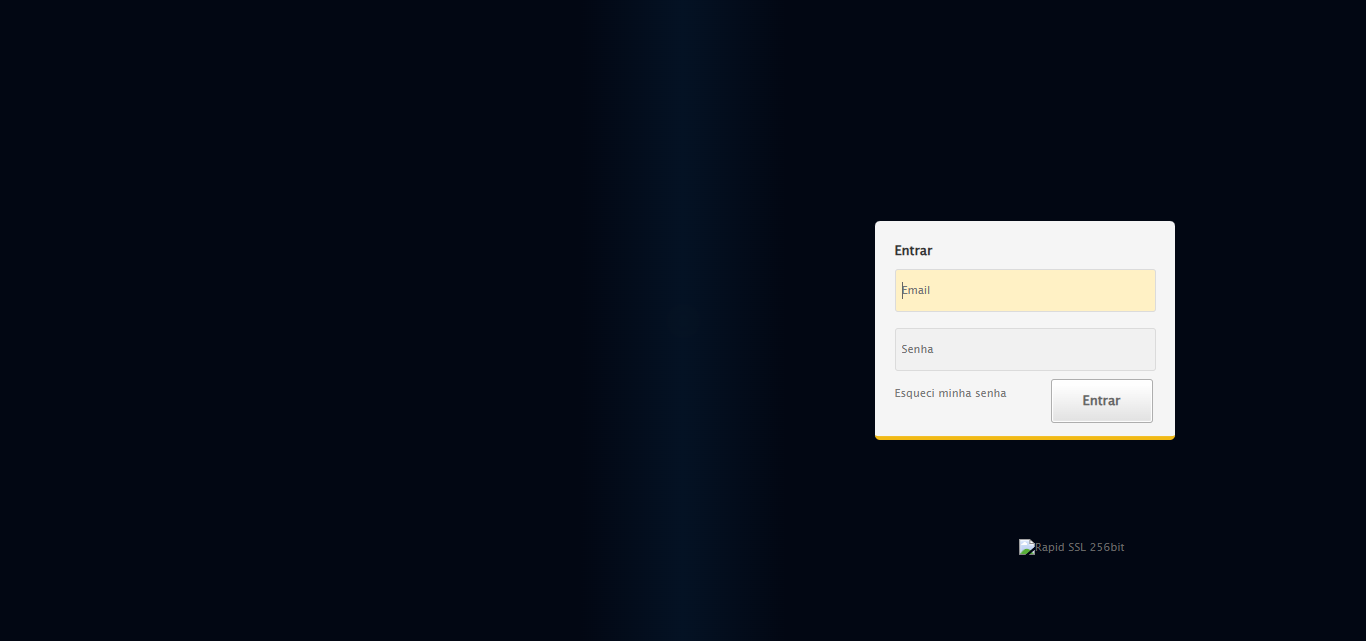 Entrar
Email
Senha
Esqueci minha senha
Entrar
Rapid SSL 256bit